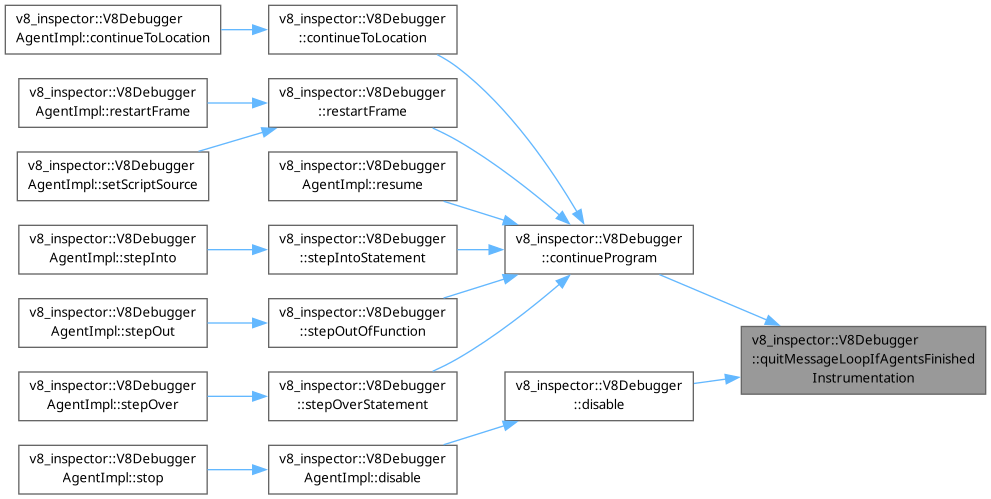 v8_inspector::V8Debugger
AgentImpl::continueToLocation
v8_inspector::V8Debugger
::continueToLocation
v8_inspector::V8Debugger
AgentImpl::restartFrame
v8_inspector::V8Debugger
::restartFrame
v8_inspector::V8Debugger
AgentImpl::setScriptSource
v8_inspector::V8Debugger
AgentImpl::resume
v8_inspector::V8Debugger
AgentImpl::stepInto
v8_inspector::V8Debugger
::stepIntoStatement
v8_inspector::V8Debugger
::continueProgram
v8_inspector::V8Debugger
AgentImpl::stepOut
v8_inspector::V8Debugger
::stepOutOfFunction
v8_inspector::V8Debugger
::quitMessageLoopIfAgentsFinished
Instrumentation
v8_inspector::V8Debugger
AgentImpl::stepOver
v8_inspector::V8Debugger
::stepOverStatement
v8_inspector::V8Debugger
::disable
v8_inspector::V8Debugger
AgentImpl::stop
v8_inspector::V8Debugger
AgentImpl::disable